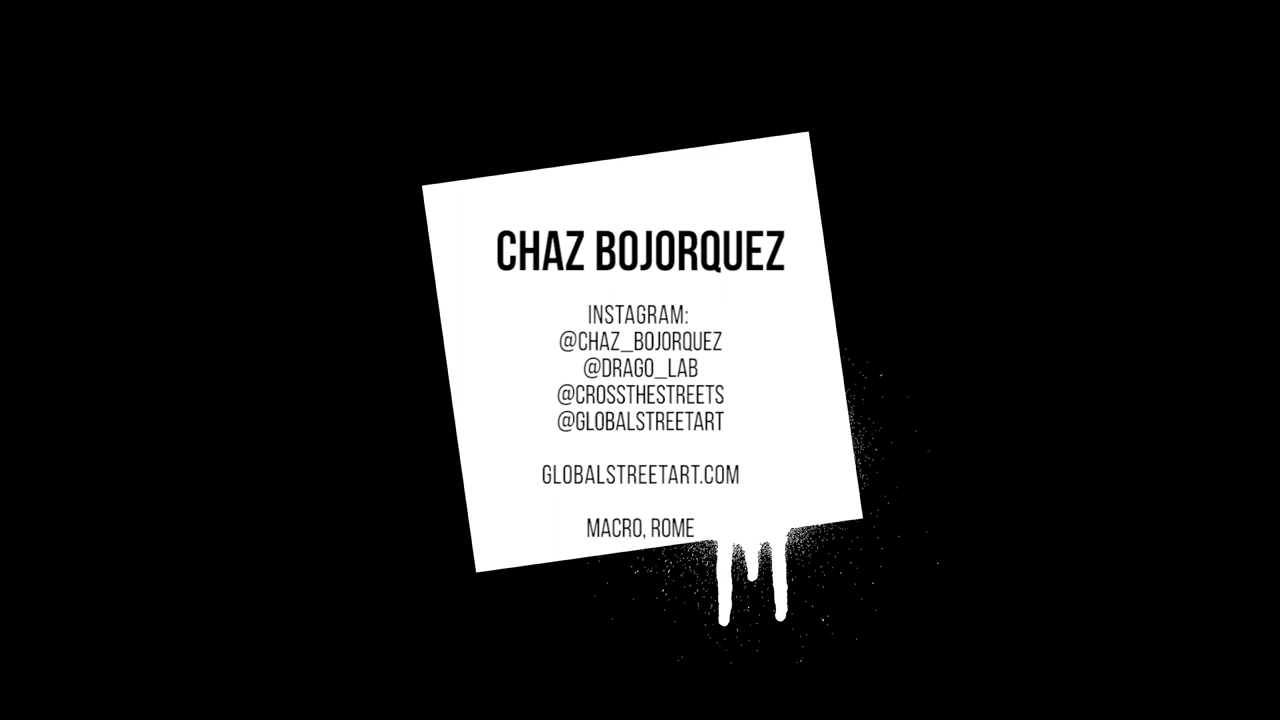 CHAZ BOJORQUEZ
INSTAGRAM:
@CHAZ_BOJORQUEZ
@DRAGO_LAB
@CROSSTHESTREETS
@GLOBALSTREETART
GLOBALSTREETART.COM
MACRO, ROME